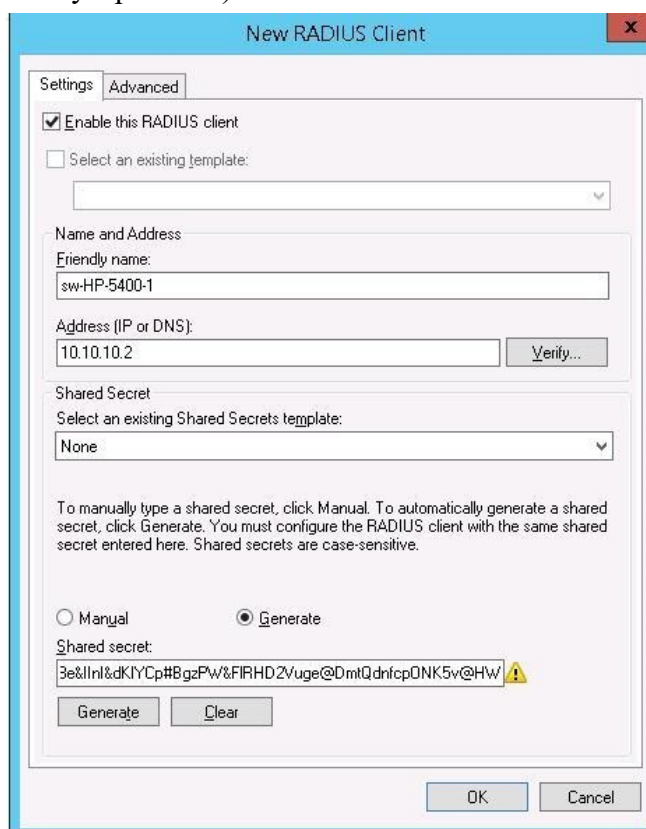 New RADIUS Client
x
Settings Advanced
Enable this RADIUS client
Select an existing template:
Name and Address
Friendly name:
sw-HP-5400-1
Address (IP or DNS):
10.10.10.2 Verify...
Shared Secret
Select an existing Shared Secrets template:
None
To manually type a shared secret, click Manual. To automatically generate a shared
secret, click Generate. You must configure the RADIUS client with the same shared
secret entered here. Shared secrets are case-sensitive.
Manual Generate
Shared secret:
Generate Clear
OK Cancel